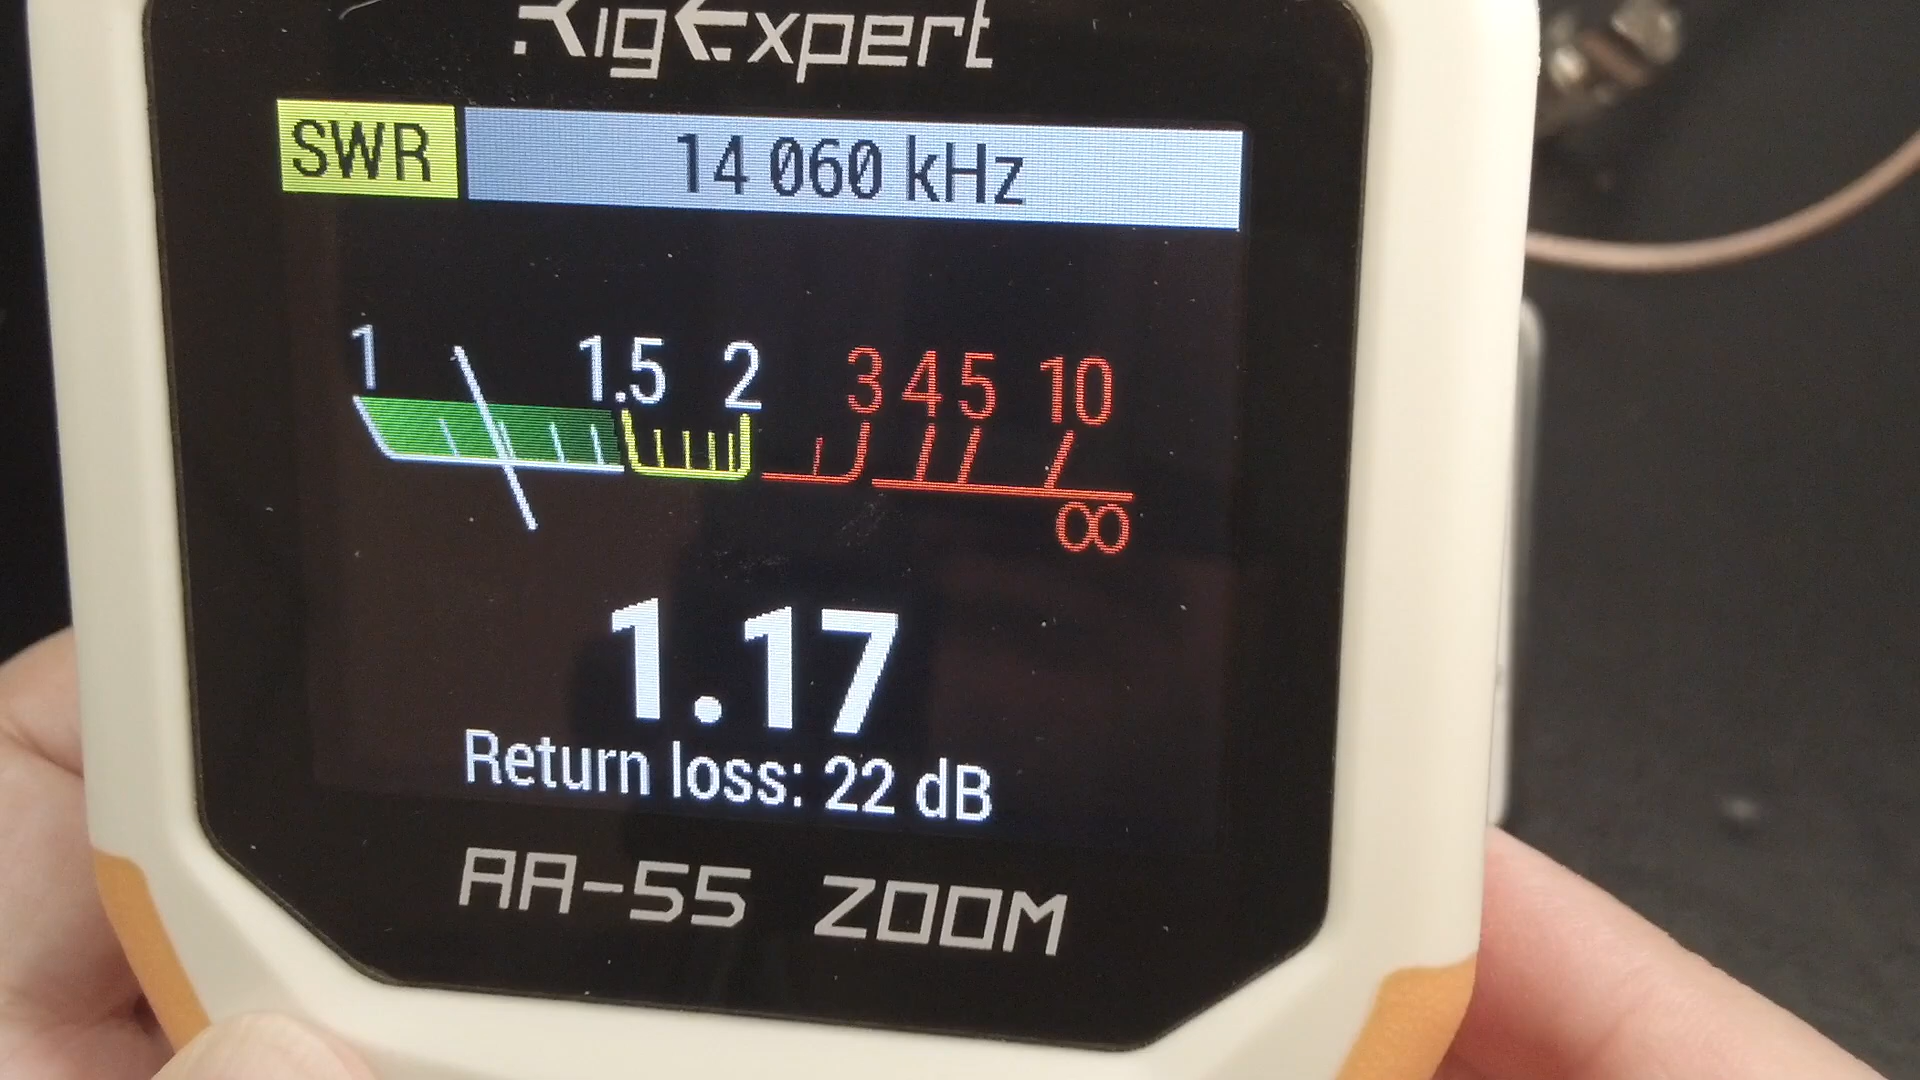 RigExpert
SWR 14 060 kHz
1 1.5 2 3 4 5 10
∞
1.17
Return loss: 22 dB
AA-55 ZOOM